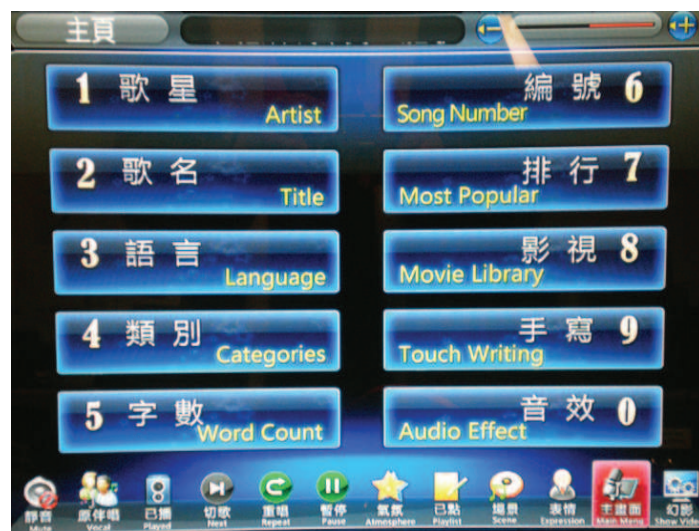 主頁
1 歌星
Artist
2 歌名
Title
3 語言
Language
4 類別
Categories
5 字數
Word Count
編號 6
Song Number
排行 7
Most Popular
影視 8
Movie Library
手寫 9
Touch Writing
音效 0
Audio Effect
靜音
Mute
原伴唱
Vocal
已播
Played
切歌
Next
重唱
Repeat
暫停
Pause
氣氛
Atmosphere
已點
Playlist
場景
Scene
表情
Expression
主畫面
Main Menu
幻影